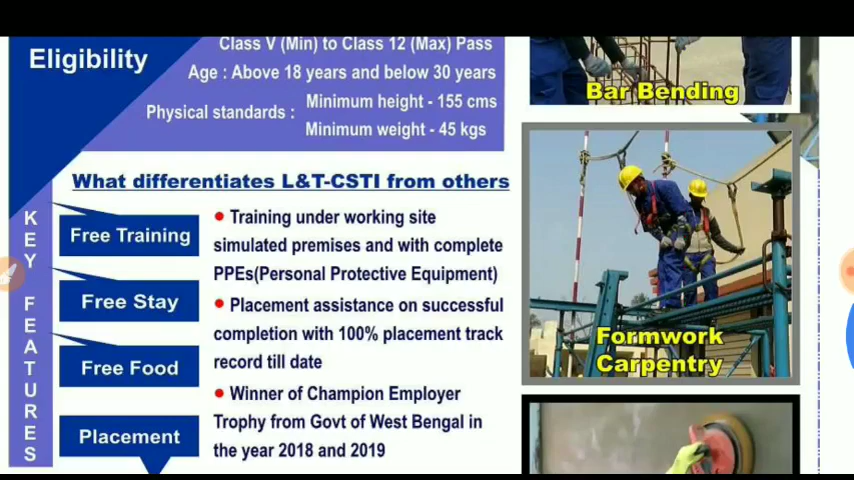 Eligibility
Class V (Min) to Class 12 (Max) Pass
Age : Above 18 years and below 30 years
Physical standards :
Minimum height - 155 cms
Minimum weight - 45 kgs
What differentiates L&T-CSTI from others
KEY FEATURES
Free Training
Free Stay
Free Food
Placement
● Training under working site
simulated premises and with complete
PPEs(Personal Protective Equipment)
● Placement assistance on successful
completion with 100% placement track
record till date
● Winner of Champion Employer
Trophy from Govt of West Bengal in
the year 2018 and 2019
Bar Bending
Formwork
Carpentry